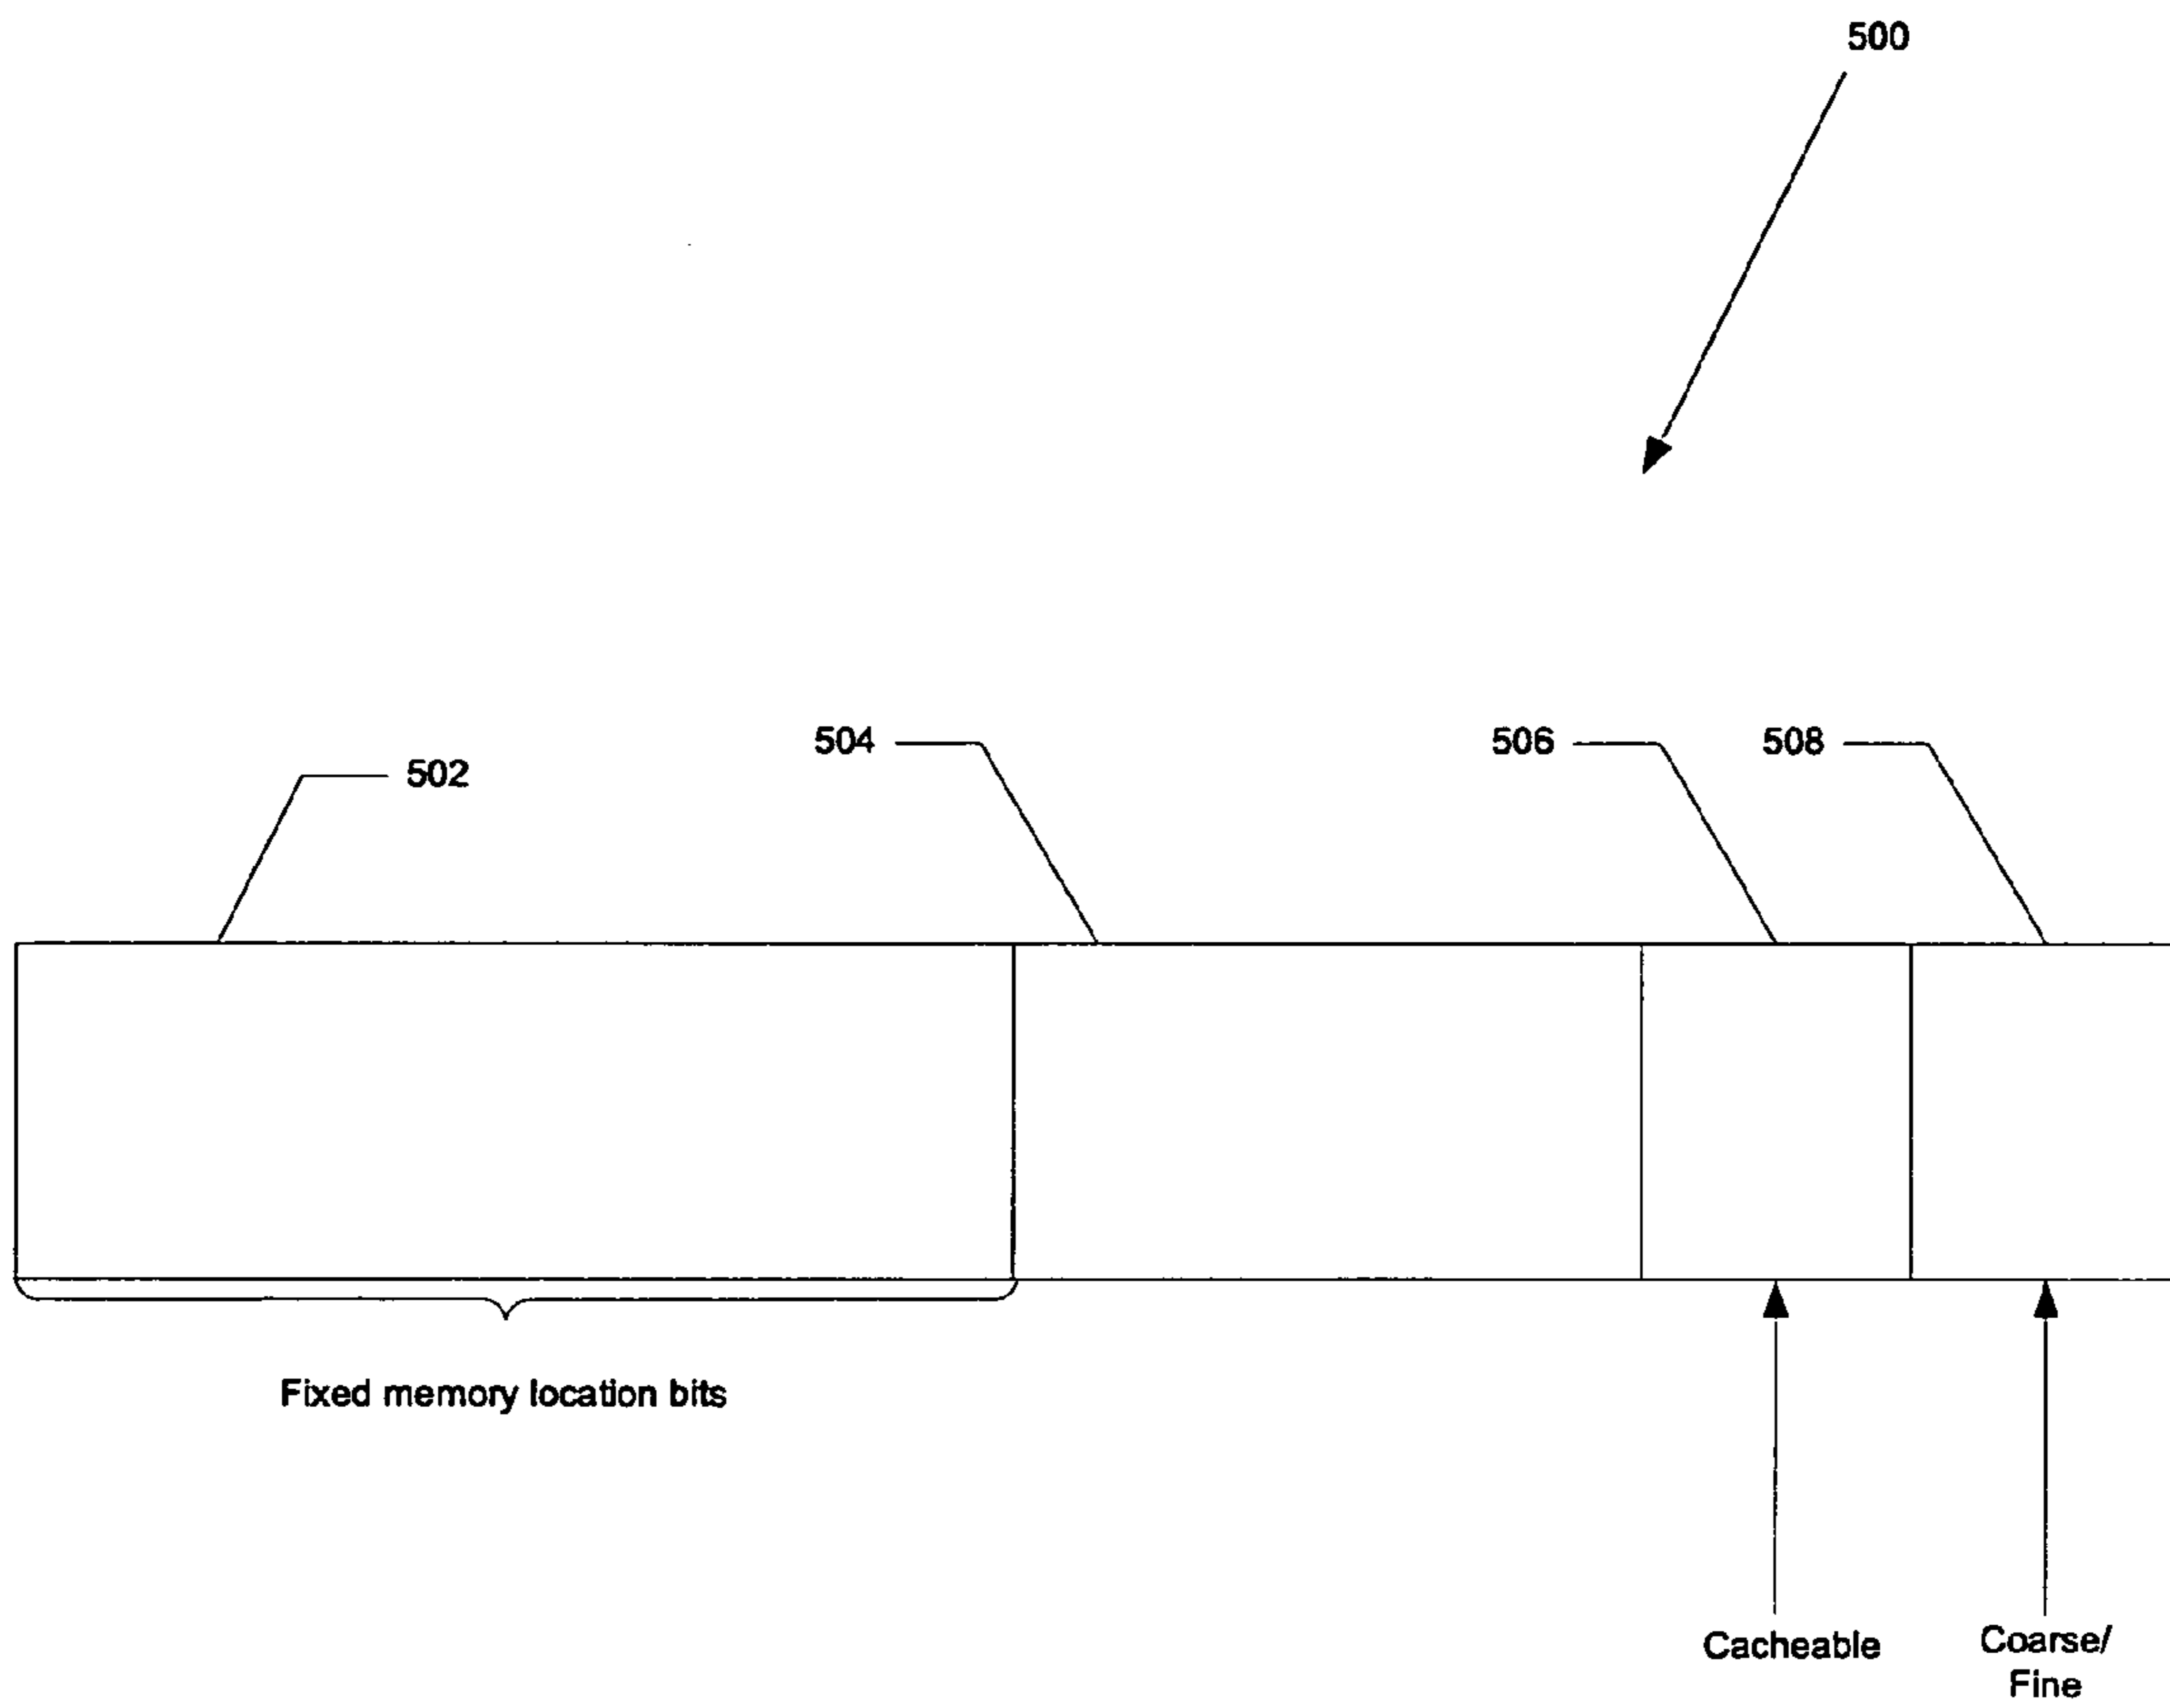 500
504
506
508
502
Fixed memory location bits
Cacheable
Coarse/
Fine